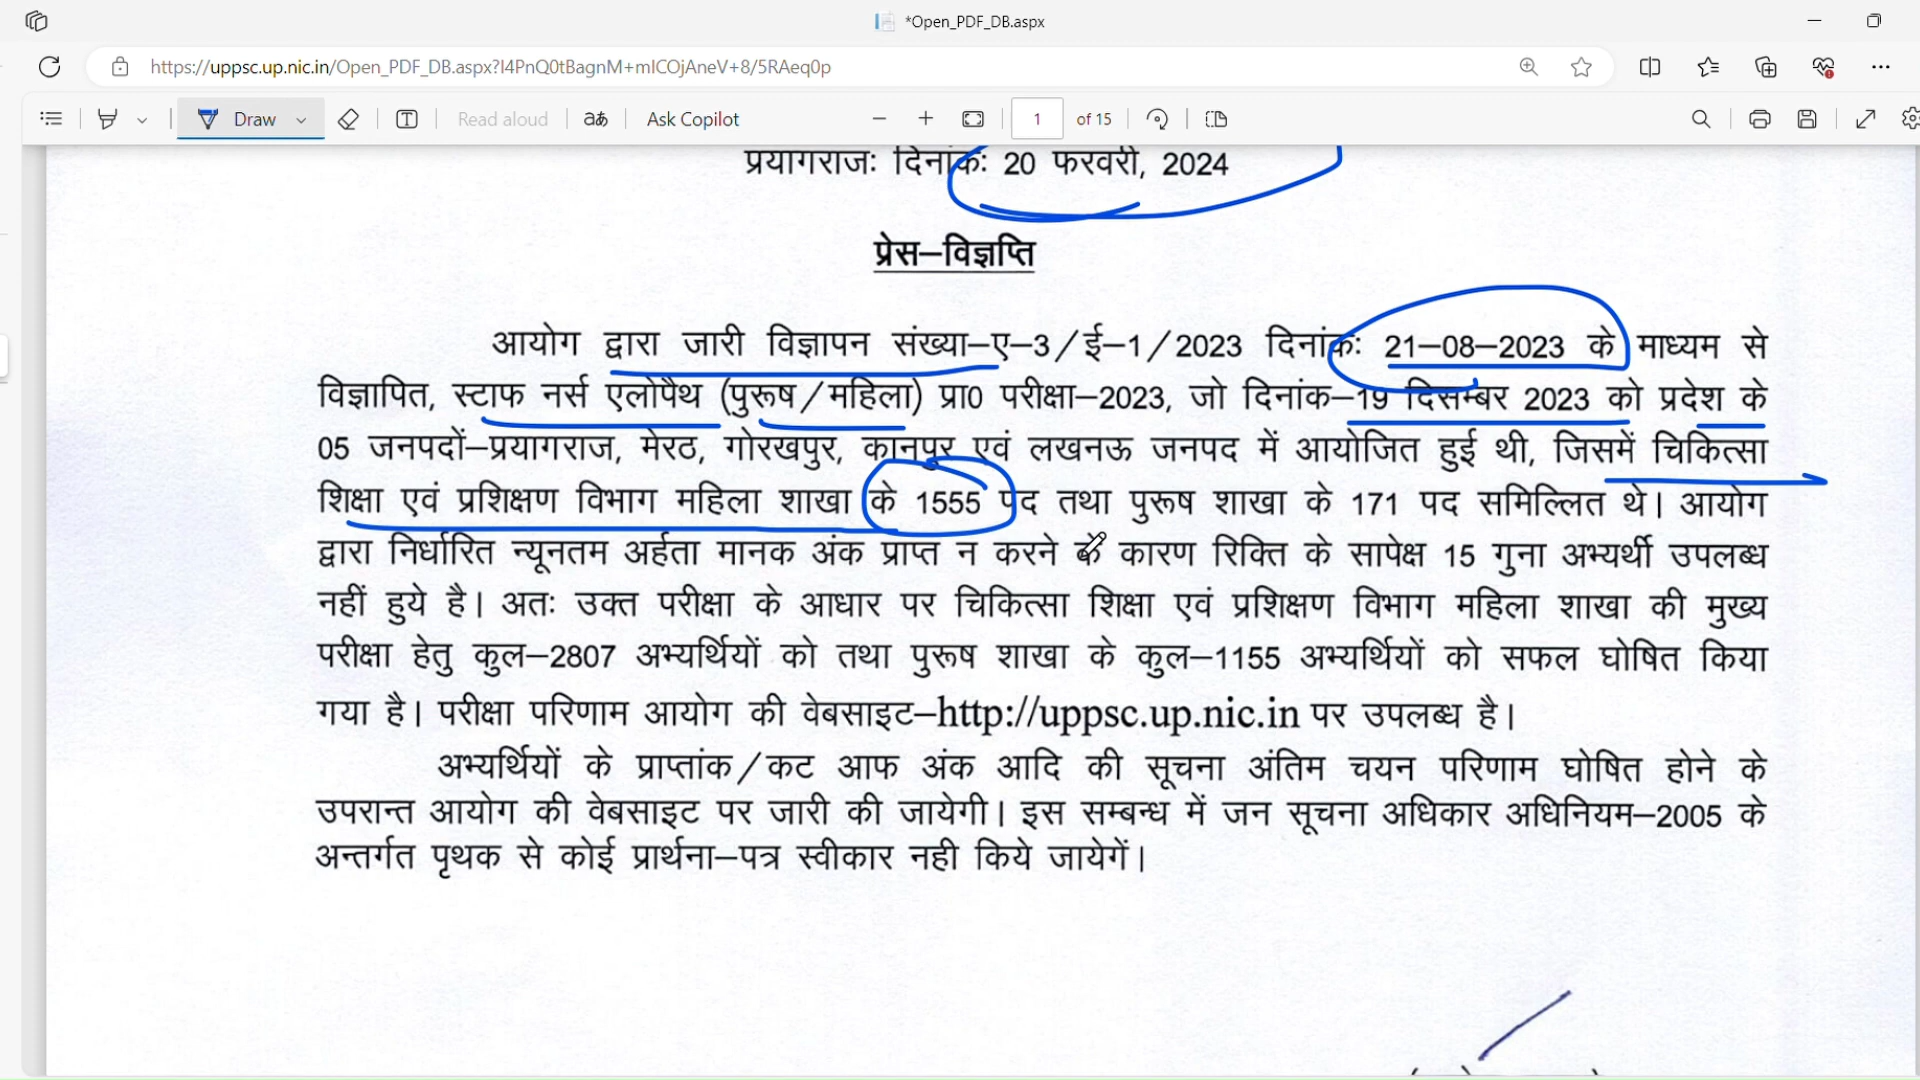 *Open_PDF_DB.aspx
https://uppsc.up.nic.in/Open_PDF_DB.aspx?I4PnQ0tBagnM+mlCOjAneV+8/5RAeq0p
Draw Read aloud aあ Ask Copilot 1 of 15
प्रयागराजः दिनांकः 20 फरवरी, 2024
प्रेस–विज्ञप्ति
आयोग द्वारा जारी विज्ञापन संख्या–ए–3/ई–1/2023 दिनांकः 21–08–2023 के माध्यम से
विज्ञापित, स्टाफ नर्स एलोपैथ (पुरूष/महिला) प्रा0 परीक्षा–2023, जो दिनांक–19 दिसम्बर 2023 को प्रदेश के
05 जनपदों–प्रयागराज, मेरठ, गोरखपुर, कानपुर एवं लखनऊ जनपद में आयोजित हुई थी, जिसमें चिकित्सा
शिक्षा एवं प्रशिक्षण विभाग महिला शाखा के 1555 पद तथा पुरूष शाखा के 171 पद समिल्लित थे। आयोग
द्वारा निर्धारित न्यूनतम अर्हता मानक अंक प्राप्त न करने के कारण रिक्ति के सापेक्ष 15 गुना अभ्यर्थी उपलब्ध
नहीं हुये है। अतः उक्त परीक्षा के आधार पर चिकित्सा शिक्षा एवं प्रशिक्षण विभाग महिला शाखा की मुख्य
परीक्षा हेतु कुल–2807 अभ्यर्थियों को तथा पुरूष शाखा के कुल–1155 अभ्यर्थियों को सफल घोषित किया
गया है। परीक्षा परिणाम आयोग की वेबसाइट–http://uppsc.up.nic.in पर उपलब्ध है।
अभ्यर्थियों के प्राप्तांक/कट आफ अंक आदि की सूचना अंतिम चयन परिणाम घोषित होने के
उपरान्त आयोग की वेबसाइट पर जारी की जायेगी। इस सम्बन्ध में जन सूचना अधिकार अधिनियम–2005 के
अन्तर्गत पृथक से कोई प्रार्थना–पत्र स्वीकार नही किये जायेगें।